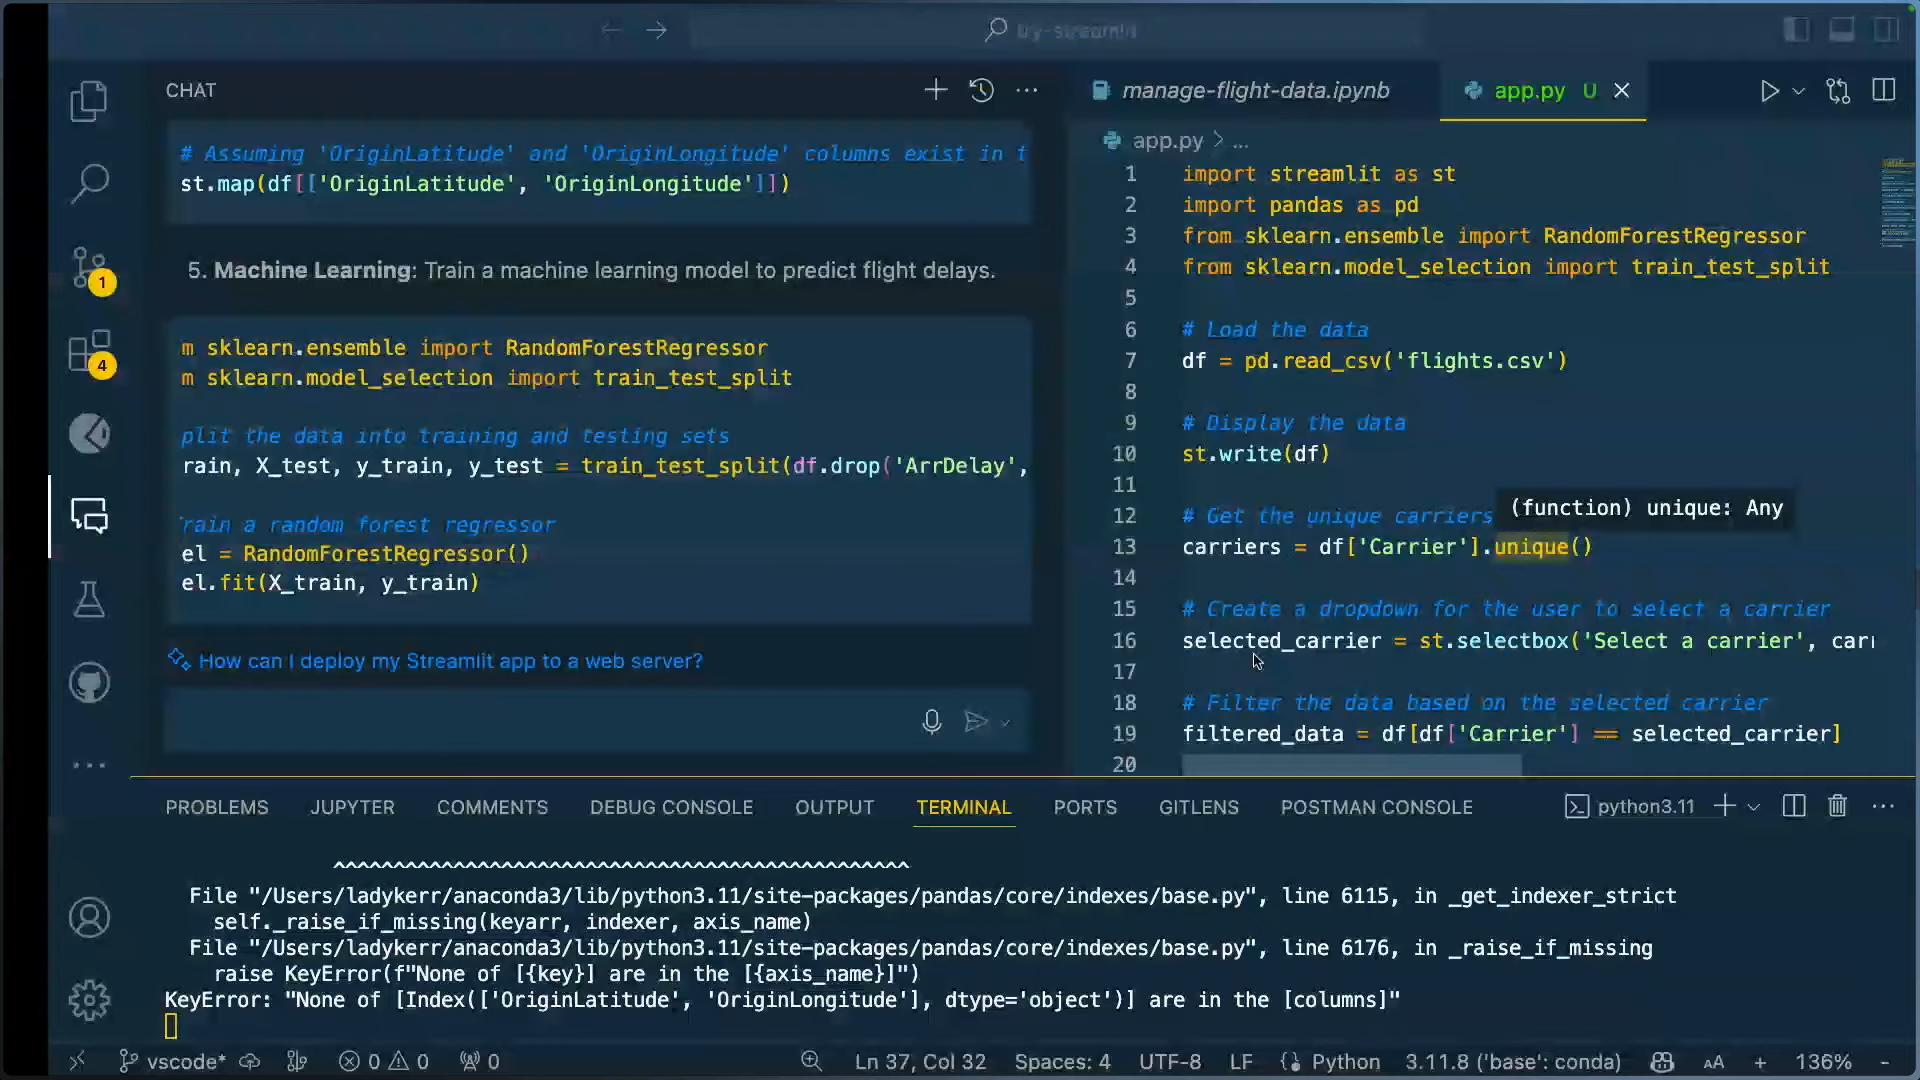 try-streamlit
CHAT
# Assuming 'OriginLatitude' and 'OriginLongitude' columns exist in t
st.map(df[['OriginLatitude', 'OriginLongitude']])
5. Machine Learning: Train a machine learning model to predict flight delays.
m sklearn.ensemble import RandomForestRegressor
m sklearn.model_selection import train_test_split
plit the data into training and testing sets
rain, X_test, y_train, y_test = train_test_split(df.drop('ArrDelay',
rain a random forest regressor
el = RandomForestRegressor()
el.fit(X_train, y_train)
How can I deploy my Streamlit app to a web server?
1
4
manage-flight-data.ipynb
app.py U
app.py > ...
1 import streamlit as st
2 import pandas as pd
3 from sklearn.ensemble import RandomForestRegressor
4 from sklearn.model_selection import train_test_split
5
6 # Load the data
7 df = pd.read_csv('flights.csv')
8
9 # Display the data
10 st.write(df)
11
12 # Get the unique carriers
(function) unique: Any
13 carriers = df['Carrier'].unique()
14
15 # Create a dropdown for the user to select a carrier
16 selected_carrier = st.selectbox('Select a carrier', carr
17
18 # Filter the data based on the selected carrier
19 filtered_data = df[df['Carrier'] == selected_carrier]
20
PROBLEMS JUPYTER COMMENTS DEBUG CONSOLE OUTPUT TERMINAL PORTS GITLENS POSTMAN CONSOLE python3.11
^^^^^^^^^^^^^^^^^^^^^^^^^^^^^^^^^^^^^^^^^^^^^^^^
File "/Users/ladykerr/anaconda3/lib/python3.11/site-packages/pandas/core/indexes/base.py", line 6115, in _get_indexer_strict
self._raise_if_missing(keyarr, indexer, axis_name)
File "/Users/ladykerr/anaconda3/lib/python3.11/site-packages/pandas/core/indexes/base.py", line 6176, in _raise_if_missing
raise KeyError(f"None of [{key}] are in the [{axis_name}]")
KeyError: "None of [Index(['OriginLatitude', 'OriginLongitude'], dtype='object')] are in the [columns]"
vscode* 0 0 0 Ln 37, Col 32 Spaces: 4 UTF-8 LF Python 3.11.8 ('base': conda) AA + 136% -